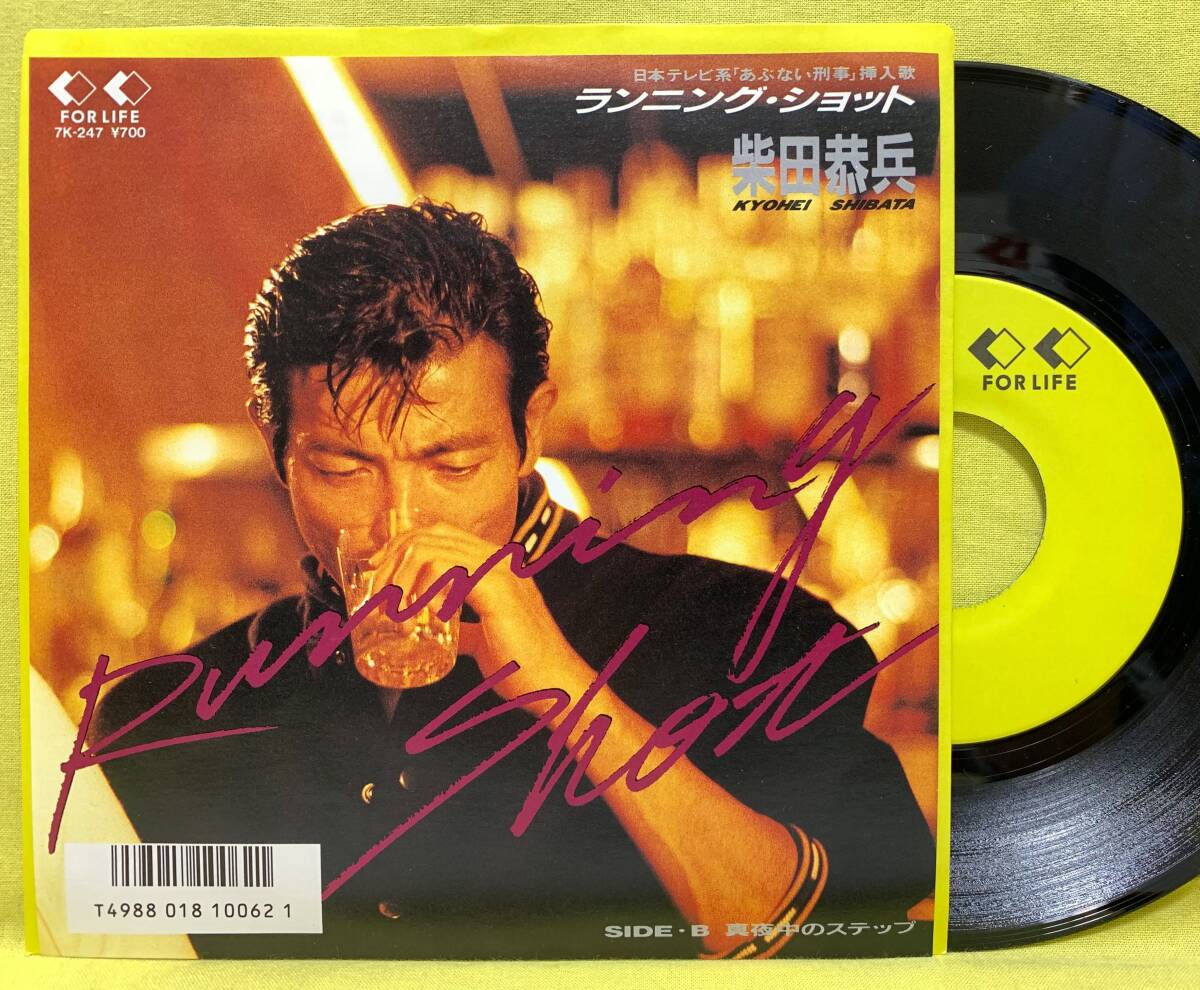 FOR LIFE
7K-247 ¥700
日本テレビ系「あぶない刑事」挿入歌
ランニング・ショット
柴田恭兵
KYOHEI SHIBATA
Running
Shot
T4988 018 10062 1
SIDE・B 真夜中のステップ
FOR LIFE